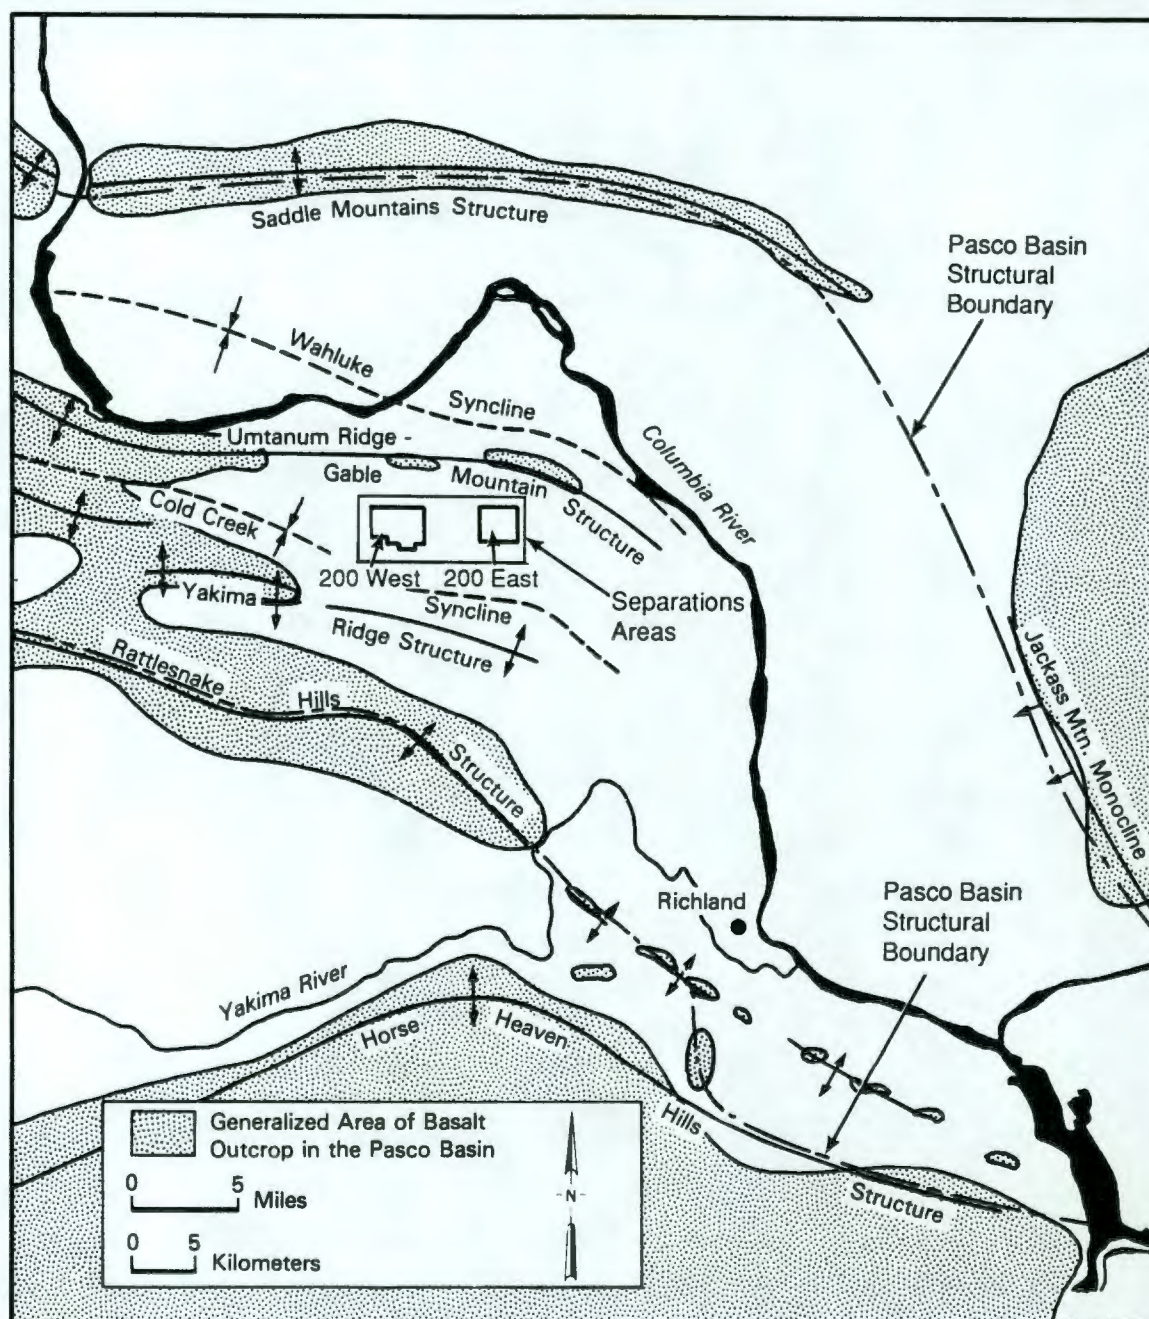 Saddle Mountains Structure
Pasco Basin
Structural
Boundary
Wahluke
Syncline
Umtanum Ridge -
Gable
Mountain
Structure
Columbia River
Cold Creek
200 West
200 East
Yakima
Syncline
Ridge Structure
Separations
Areas
Rattlesnake
Hills
Structure
Jackass Mtn. Monocline
Richland
Pasco Basin
Structural
Boundary
Yakima River
Horse
Heaven
Hills
Structure
Generalized Area of Basalt
Outcrop in the Pasco Basin
0 5
Miles
0 5
Kilometers
-N-